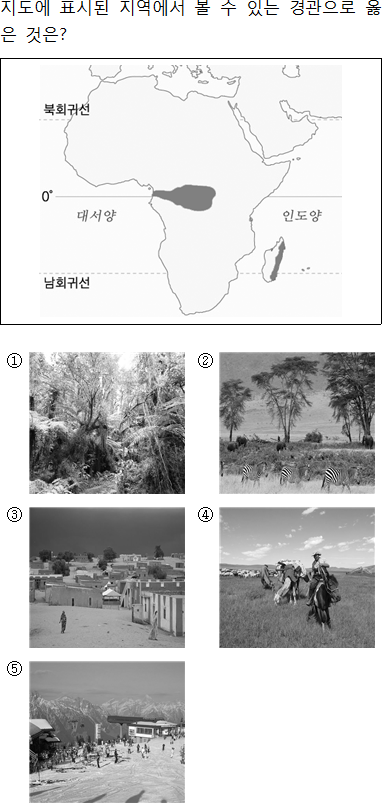 지도에 표시된 지역에서 볼 수 있는 경관으로 옳
은 것은?
북회귀선
0°
대서양
인도양
남회귀선
①
②
③
④
⑤